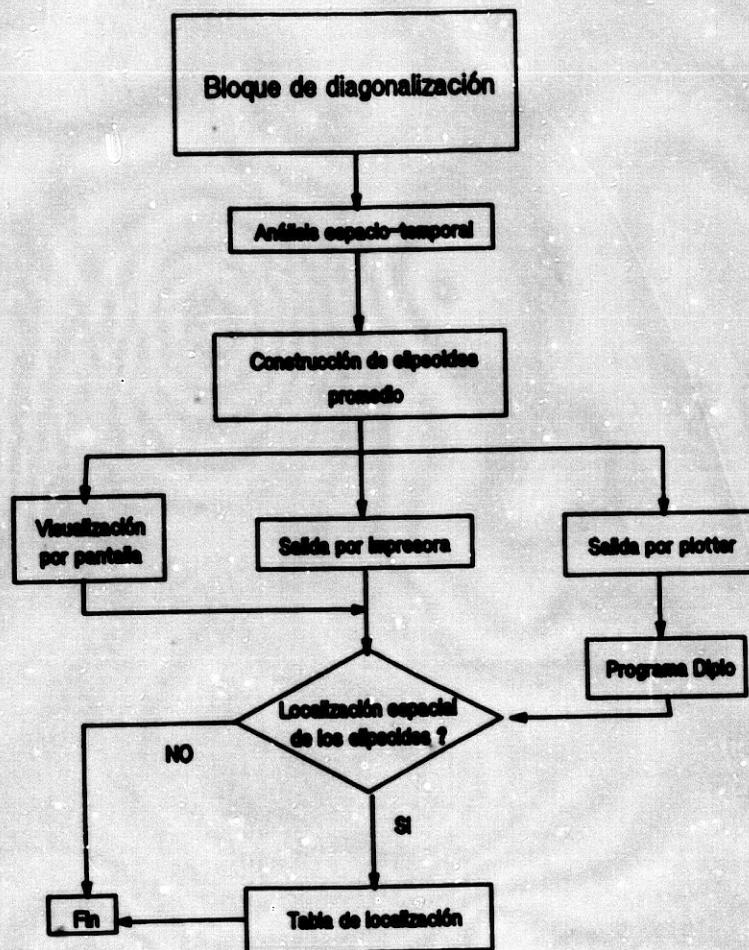 Bloque de diagonalización
Análisis espacio-temporal
Construcción de elipsoides
promedio
Visualización
por pantalla
Salida por impresora
Salida por plotter
Programa Diplo
Localización espacial
de los elipsoides ?
NO
SI
Tabla de localización
Fin